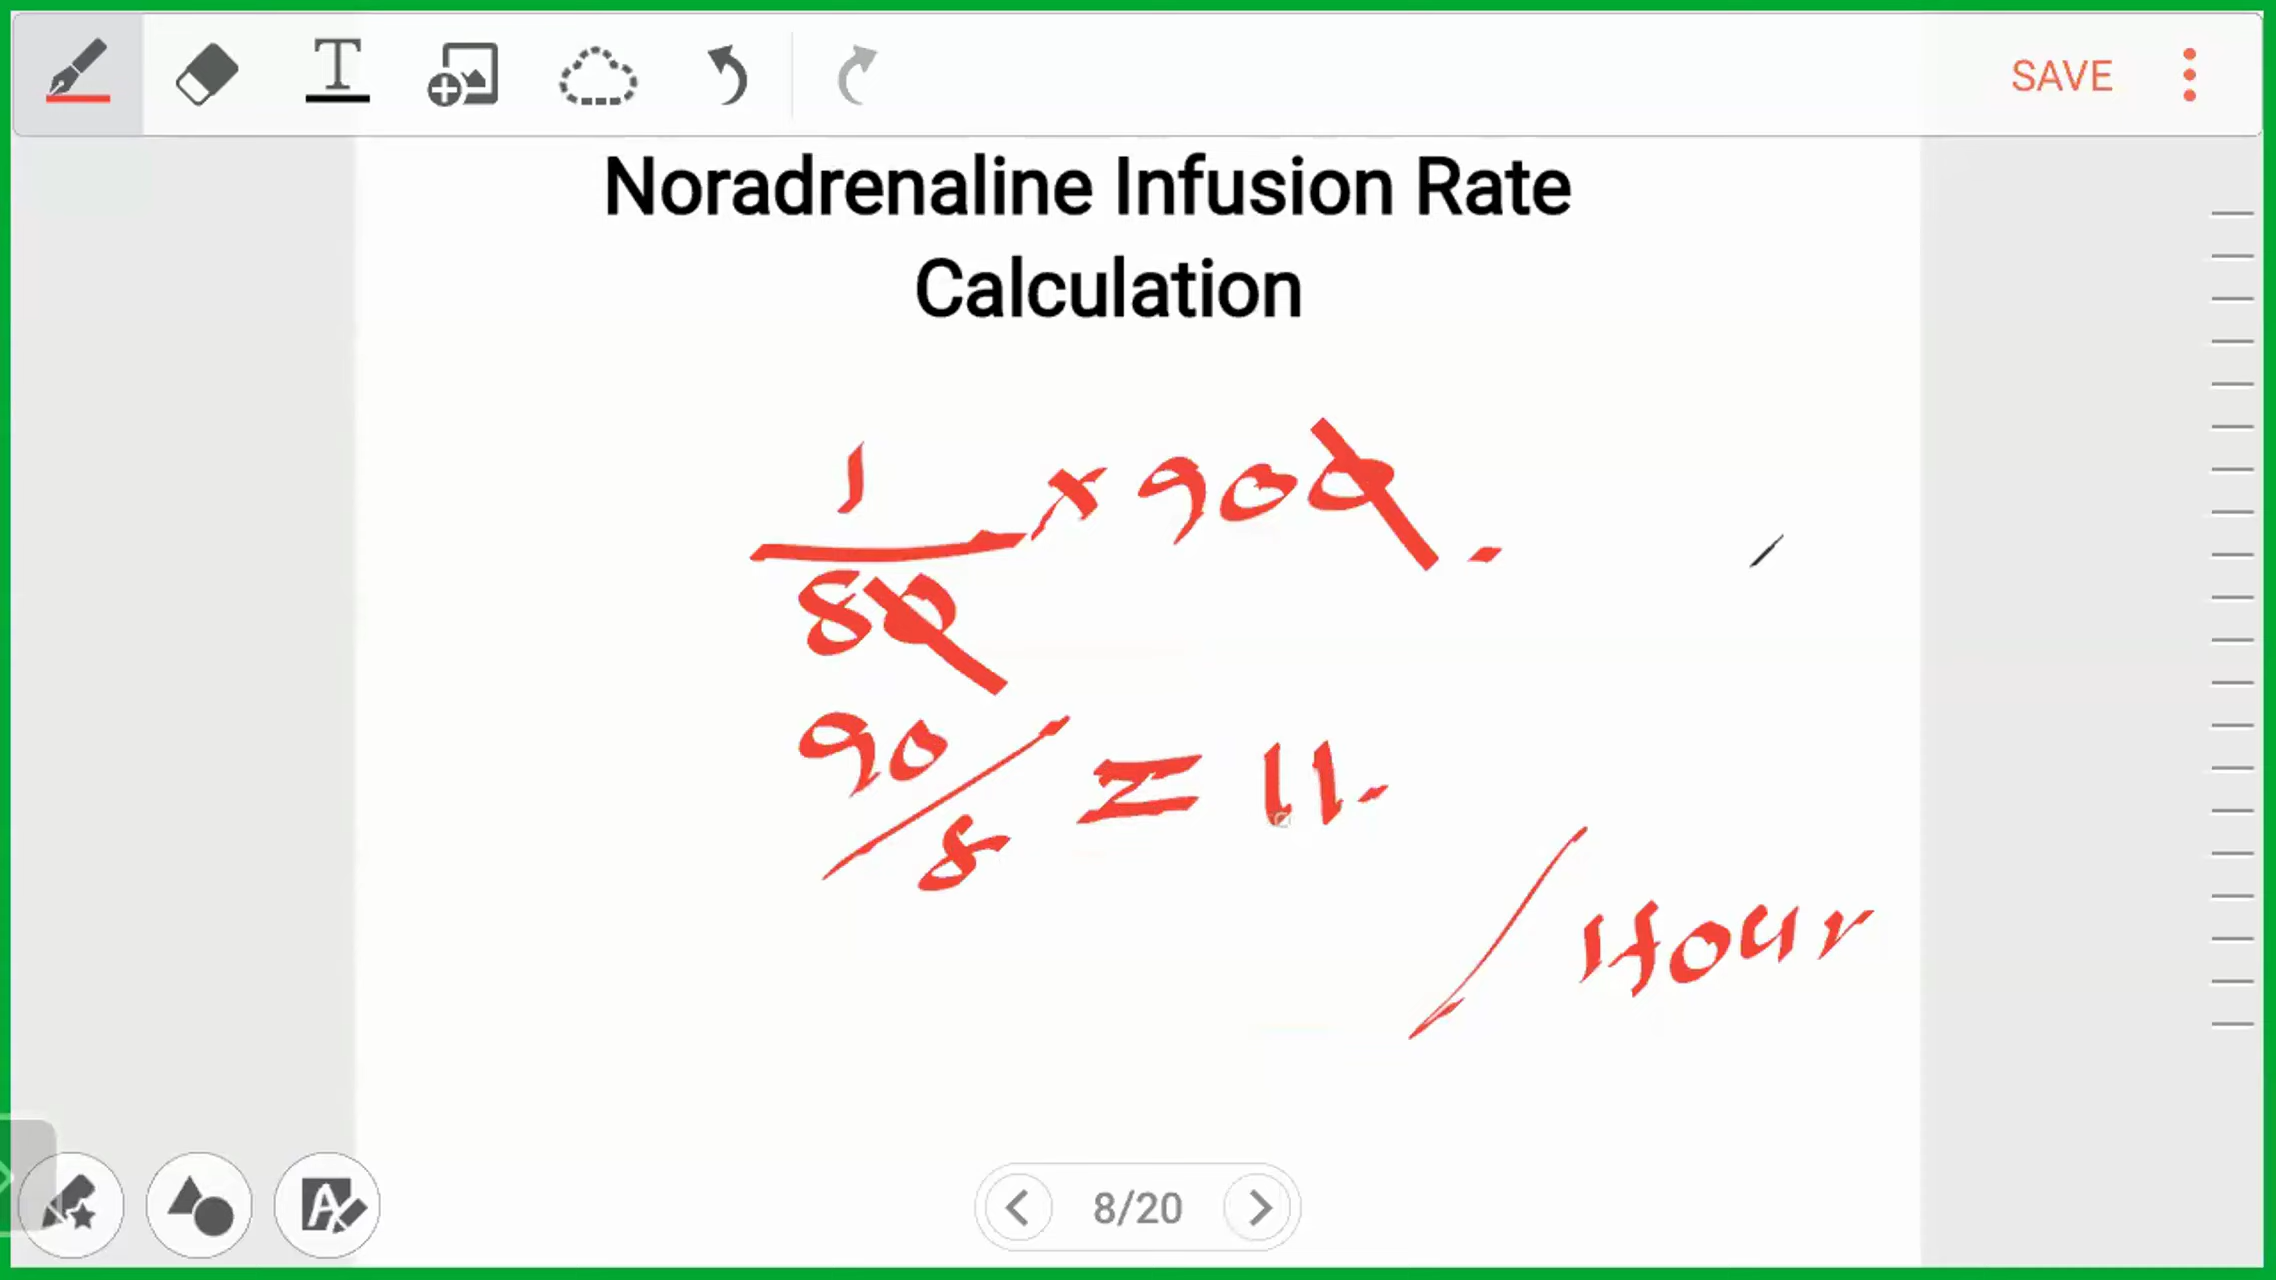 SAVE
Noradrenaline Infusion Rate
Calculation
1
x 900.
80
90/8 = 11.
/ Hour
8/20